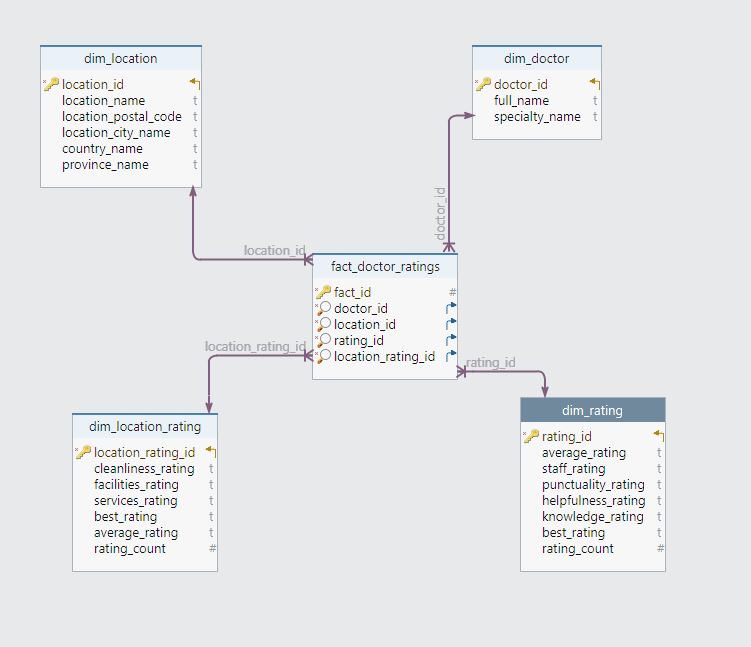 dim_location
location_id
location_name t
location_postal_code t
location_city_name t
country_name t
province_name t
dim_doctor
doctor_id
full_name t
specialty_name t
doctor_id
location_id
fact_doctor_ratings
fact_id #
doctor_id
location_id
rating_id
location_rating_id
location_rating_id
rating_id
dim_location_rating
location_rating_id
cleanliness_rating t
facilities_rating t
services_rating t
best_rating t
average_rating t
rating_count #
dim_rating
rating_id
average_rating t
staff_rating t
punctuality_rating t
helpfulness_rating t
knowledge_rating t
best_rating t
rating_count #